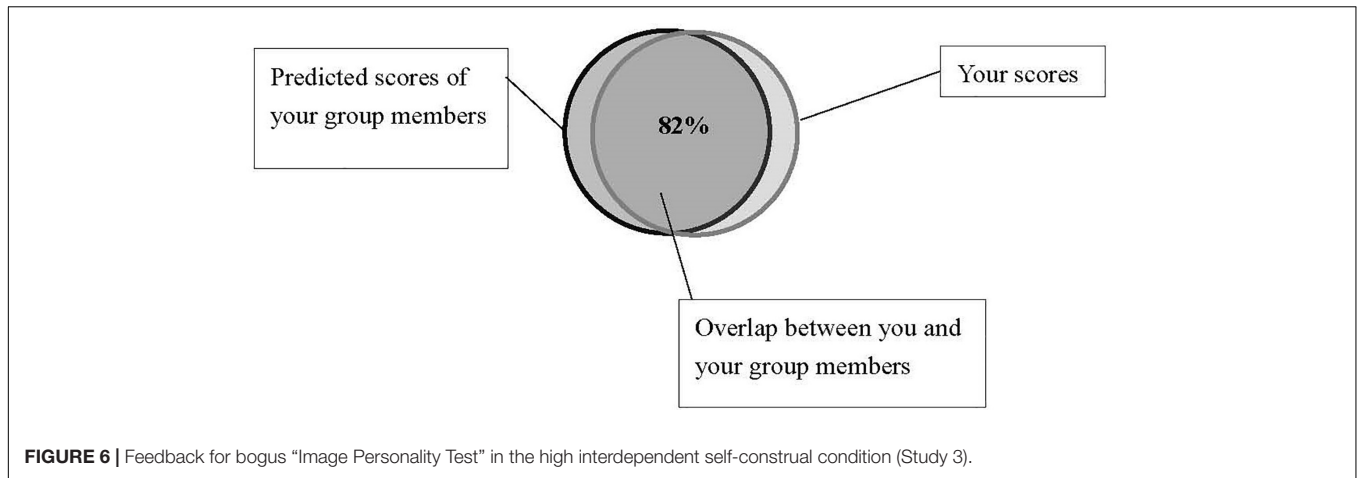 Predicted scores of
your group members
82%
Your scores
Overlap between you and
your group members
FIGURE 6 | Feedback for bogus “Image Personality Test” in the high interdependent self-construal condition (Study 3).